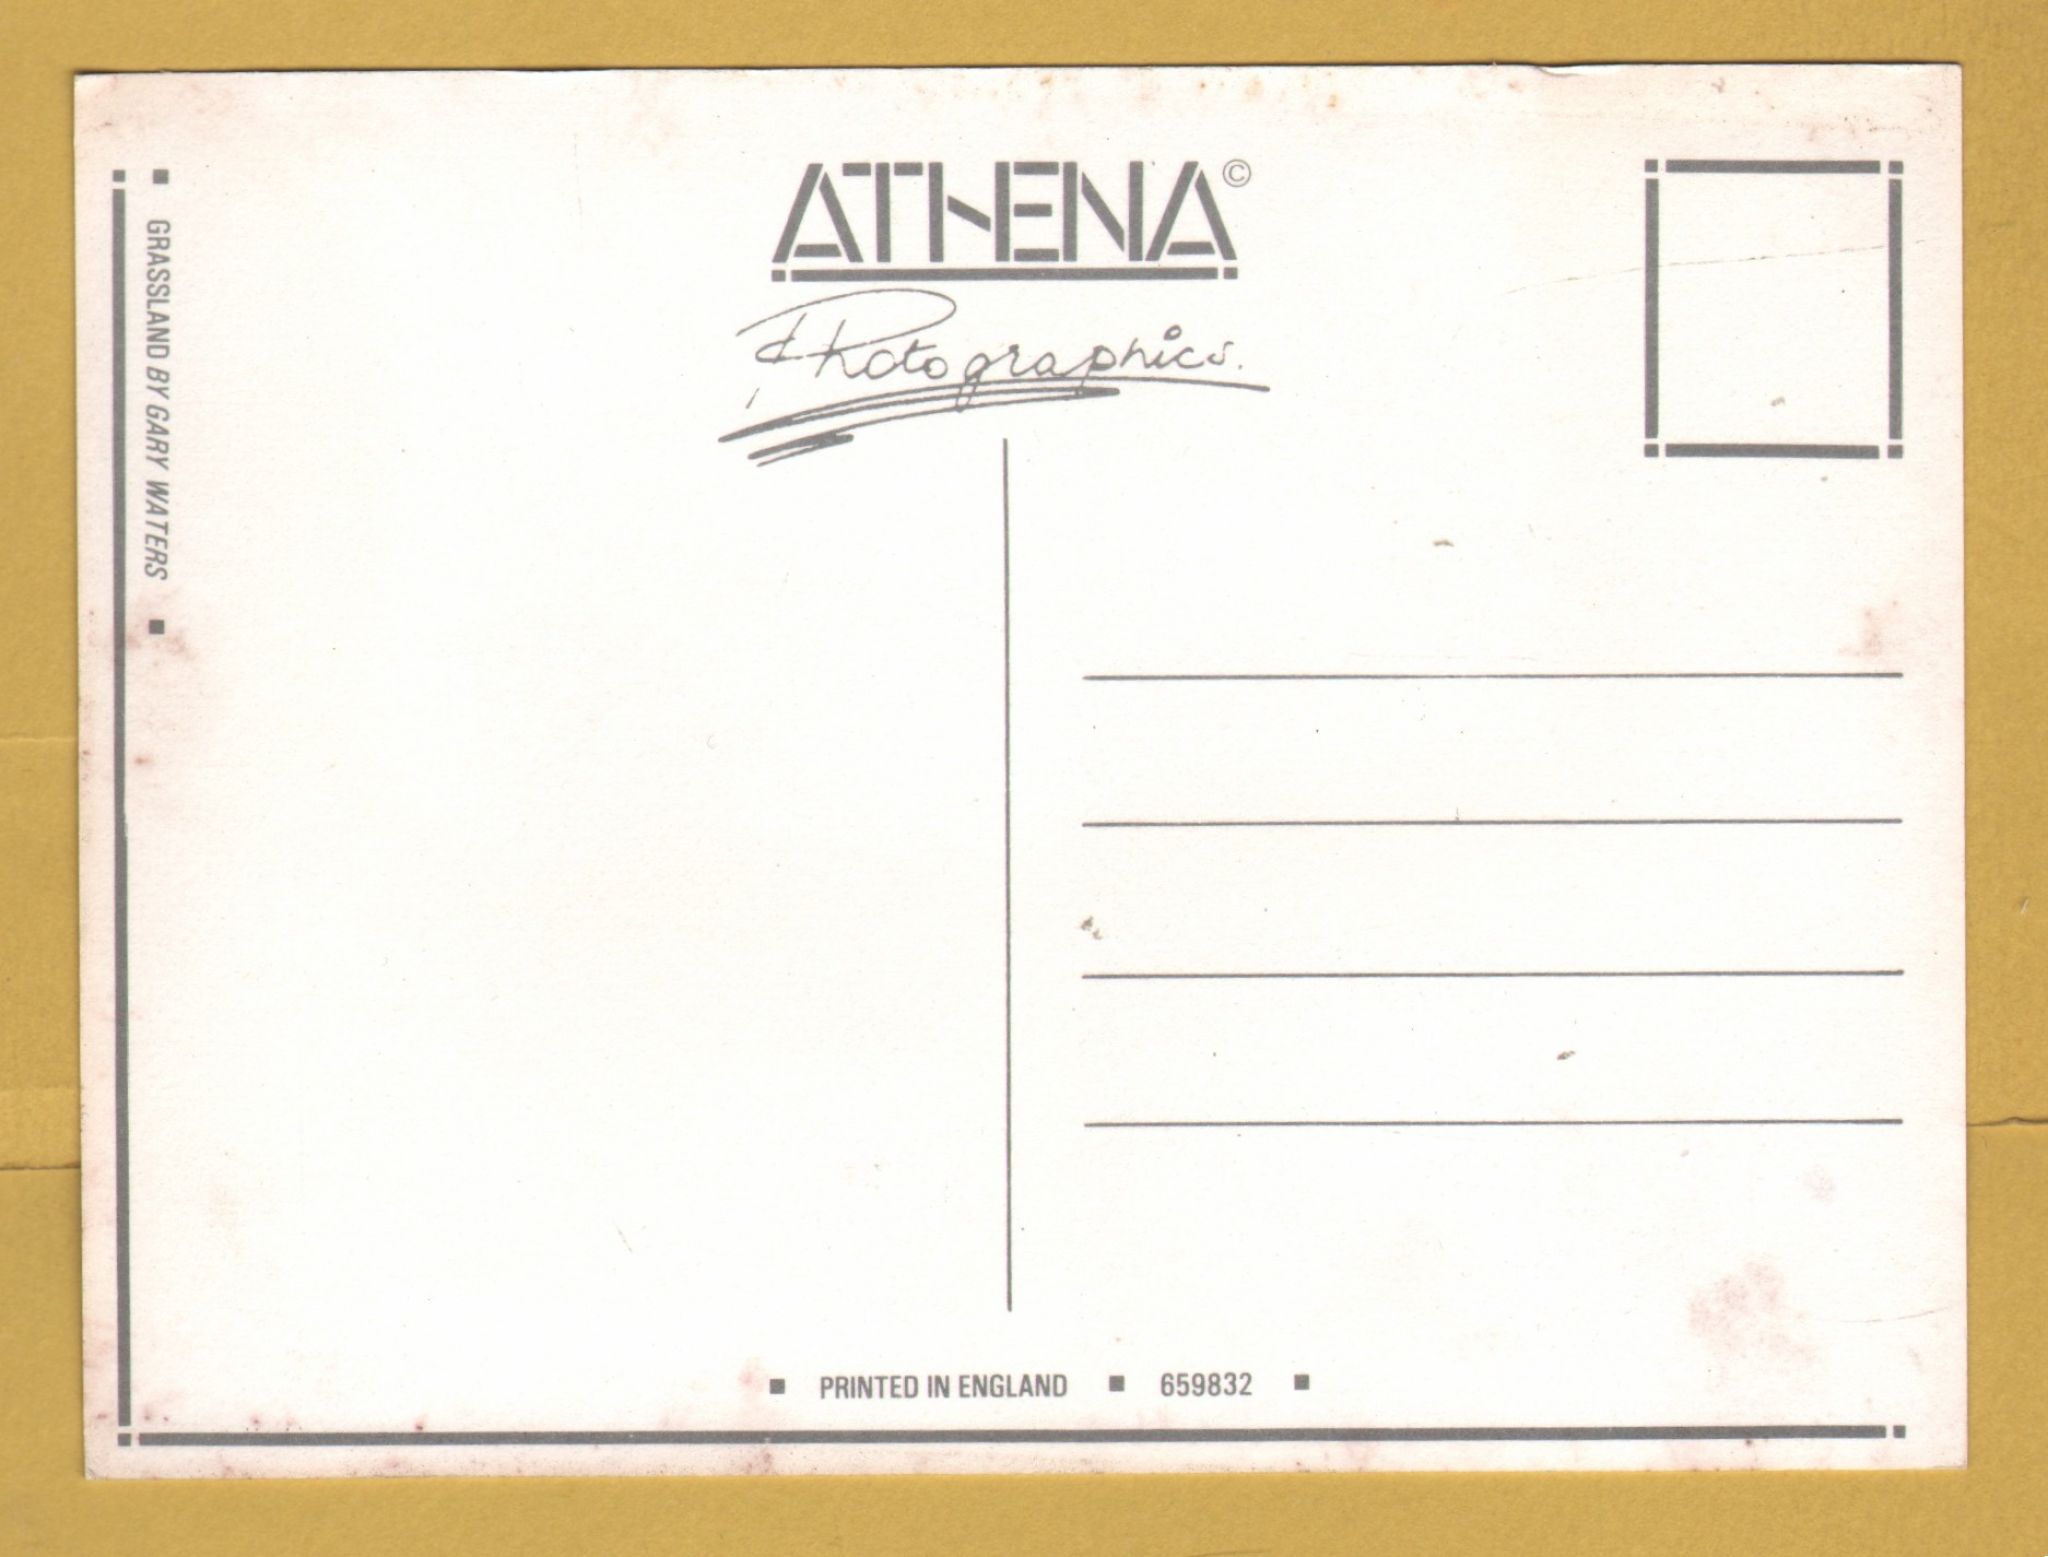 ATHENA©
Photographics.
GRASSLAND BY GARY WATERS
PRINTED IN ENGLAND ▪ 659832